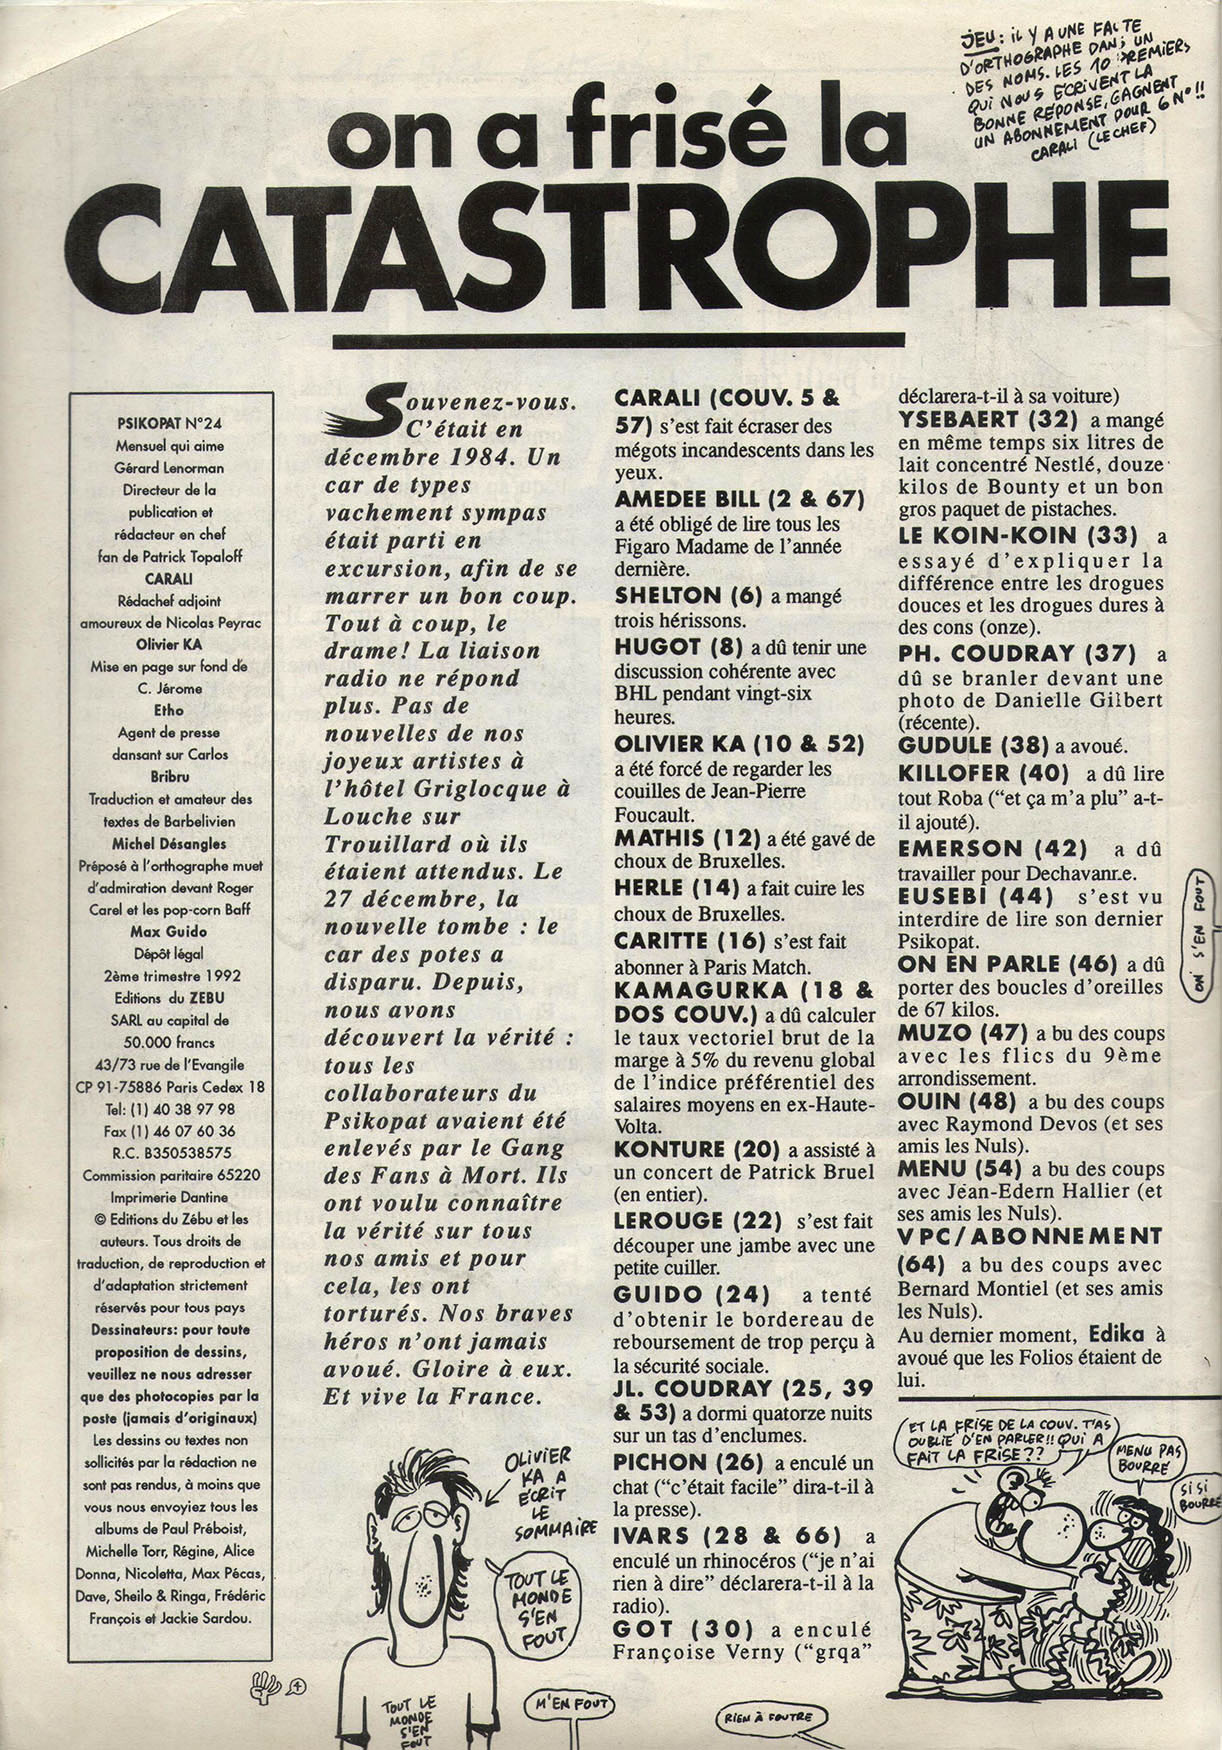 JEU : IL Y A UNE FAUTE
D'ORTHOGRAPHE DANS UN
DES NOMS. LES 10 PREMIERS
QUI NOUS ECRIVENT LA
BONNE REPONSE, GAGNENT
UN ABONNEMENT POUR 6 N°!!
CARALI (LE CHEF)
on a frisé la
CATASTROPHE
PSIKOPAT N°24
Mensuel qui aime
Gérard Lenorman
Directeur de la
publication et
rédacteur en chef
fan de Patrick Topaloff
CARALI
Rédachef adjoint
amoureux de Nicolas Peyrac
Olivier KA
Mise en page sur fond de
C. Jérome
Etho
Agent de presse
dansant sur Carlos
Bribru
Traduction et amateur des
textes de Barbelivien
Michel Désangles
Préposé à l'orthographe muet
d'admiration devant Roger
Carel et les pop-corn Baff
Max Guido
Dépôt légal
2ème trimestre 1992
Editions du ZEBU
SARL au capital de
50.000 francs
43/73 rue de l'Evangile
CP 91-75886 Paris Cedex 18
Tel: (1) 40 38 97 98
Fax (1) 46 07 60 36
R.C. B350538575
Commission paritaire 65220
Imprimerie Dantine
© Editions du Zébu et les
auteurs. Tous droits de
traduction, de reproduction et
d'adaptation strictement
réservés pour tous pays
Dessinateurs: pour toute
proposition de dessins,
veuillez ne nous adresser
que des photocopies par la
poste (jamais d'originaux)
Les dessins ou textes non
sollicités par la rédaction ne
sont pas rendus, à moins que
vous nous envoyiez tous les
albums de Paul Préboist,
Michelle Torr, Régine, Alice
Donna, Nicoletta, Max Pécas,
Dave, Sheilo & Ringa, Frédéric
François et Jackie Sardou.
4
Souvenez-vous.
C'était en
décembre 1984. Un
car de types
vachement sympas
était parti en
excursion, afin de se
marrer un bon coup.
Tout à coup, le
drame! La liaison
radio ne répond
plus. Pas de
nouvelles de nos
joyeux artistes à
l'hôtel Griglocque à
Louche sur
Trouillard où ils
étaient attendus. Le
27 décembre, la
nouvelle tombe : le
car des potes a
disparu. Depuis,
nous avons
découvert la vérité :
tous les
collaborateurs du
Psikopat avaient été
enlevés par le Gang
des Fans à Mort. Ils
ont voulu connaître
la vérité sur tous
nos amis et pour
cela, les ont
torturés. Nos braves
héros n'ont jamais
avoué. Gloire à eux.
Et vive la France.
OLIVIER
KA A
ÉCRIT
LE
SOMMAIRE
TOUT LE
MONDE
S'EN
FOUT
TOUT LE
MONDE
S'EN
FOUT
M'EN FOUT
RIEN À FOUTRE
CARALI (COUV. 5 &
57) s'est fait écraser des
mégots incandescents dans les
yeux.
AMEDEE BILL (2 & 67)
a été obligé de lire tous les
Figaro Madame de l'année
dernière.
SHELTON (6) a mangé
trois hérissons.
HUGOT (8) a dû tenir une
discussion cohérente avec
BHL pendant vingt-six
heures.
OLIVIER KA (10 & 52)
a été forcé de regarder les
couilles de Jean-Pierre
Foucault.
MATHIS (12) a été gavé de
choux de Bruxelles.
HERLE (14) a fait cuire les
choux de Bruxelles.
CARITTE (16) s'est fait
abonner à Paris Match.
KAMAGURKA (18 &
DOS COUV.) a dû calculer
le taux vectoriel brut de la
marge à 5% du revenu global
de l'indice préférentiel des
salaires moyens en ex-Haute-
Volta.
KONTURE (20) a assisté à
un concert de Patrick Bruel
(en entier).
LEROUGE (22) s'est fait
découper une jambe avec une
petite cuiller.
GUIDO (24) a tenté
d'obtenir le bordereau de
reboursement de trop perçu à
la sécurité sociale.
JL. COUDRAY (25, 39
& 53) a dormi quatorze nuits
sur un tas d'enclumes.
PICHON (26) a enculé un
chat ("c'était facile" dira-t-il à
la presse).
IVARS (28 & 66) a
enculé un rhinocéros ("je n'ai
rien à dire" déclarera-t-il à la
radio).
GOT (30) a enculé
Françoise Verny ("grqa"
déclarera-t-il à sa voiture)
YSEBAERT (32) a mangé
en même temps six litres de
lait concentré Nestlé, douze
kilos de Bounty et un bon
gros paquet de pistaches.
LE KOIN-KOIN (33) a
essayé d'expliquer la
différence entre les drogues
douces et les drogues dures à
des cons (onze).
PH. COUDRAY (37) a
dû se branler devant une
photo de Danielle Gilbert
(récente).
GUDULE (38) a avoué.
KILLOFER (40) a dû lire
tout Roba ("et ça m'a plu" a-t-
il ajouté).
EMERSON (42) a dû
travailler pour Dechavanne.
EUSEBI (44) s'est vu
interdire de lire son dernier
Psikopat.
ON EN PARLE (46) a dû
porter des boucles d'oreilles
de 67 kilos.
MUZO (47) a bu des coups
avec les flics du 9ème
arrondissement.
OUIN (48) a bu des coups
avec Raymond Devos (et ses
amis les Nuls).
MENU (54) a bu des coups
avec Jean-Edern Hallier (et
ses amis les Nuls).
VPC/ABONNEMENT
(64) a bu des coups avec
Bernard Montiel (et ses amis
les Nuls).
Au dernier moment, Edika à
avoué que les Folios étaient de
lui.
ON S'EN FOUT
ET LA FRISE DE LA COUV. T'AS
OUBLIÉ D'EN PARLER!! QUI A
FAIT LA FRISE??
MENU PAS
BOURRÉ
SI SI
BOURRÉ